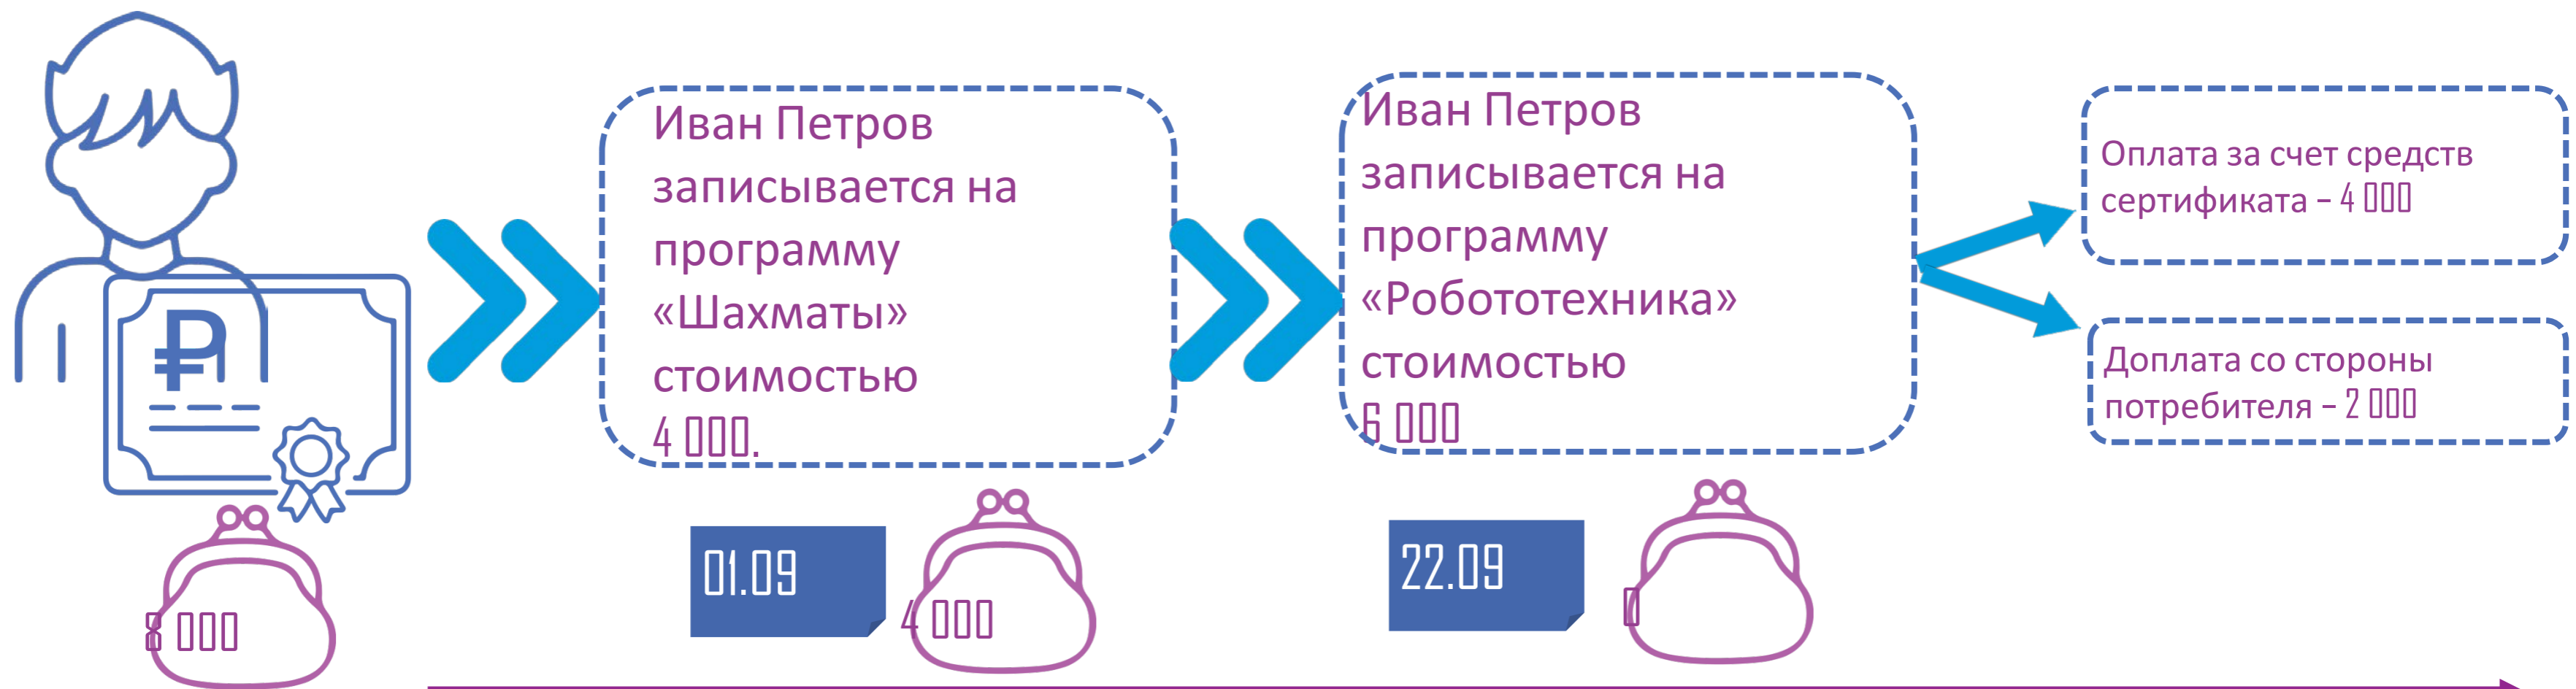 Иван Петров
записывается на
программу
«Шахматы»
стоимостью
4 000.
Иван Петров
записывается на
программу
«Робототехника»
стоимостью
6 000
Оплата за счет средств
сертификата – 4 000
Доплата со стороны
потребителя – 2 000
₽
8 000
01.09
4 000
22.09
0